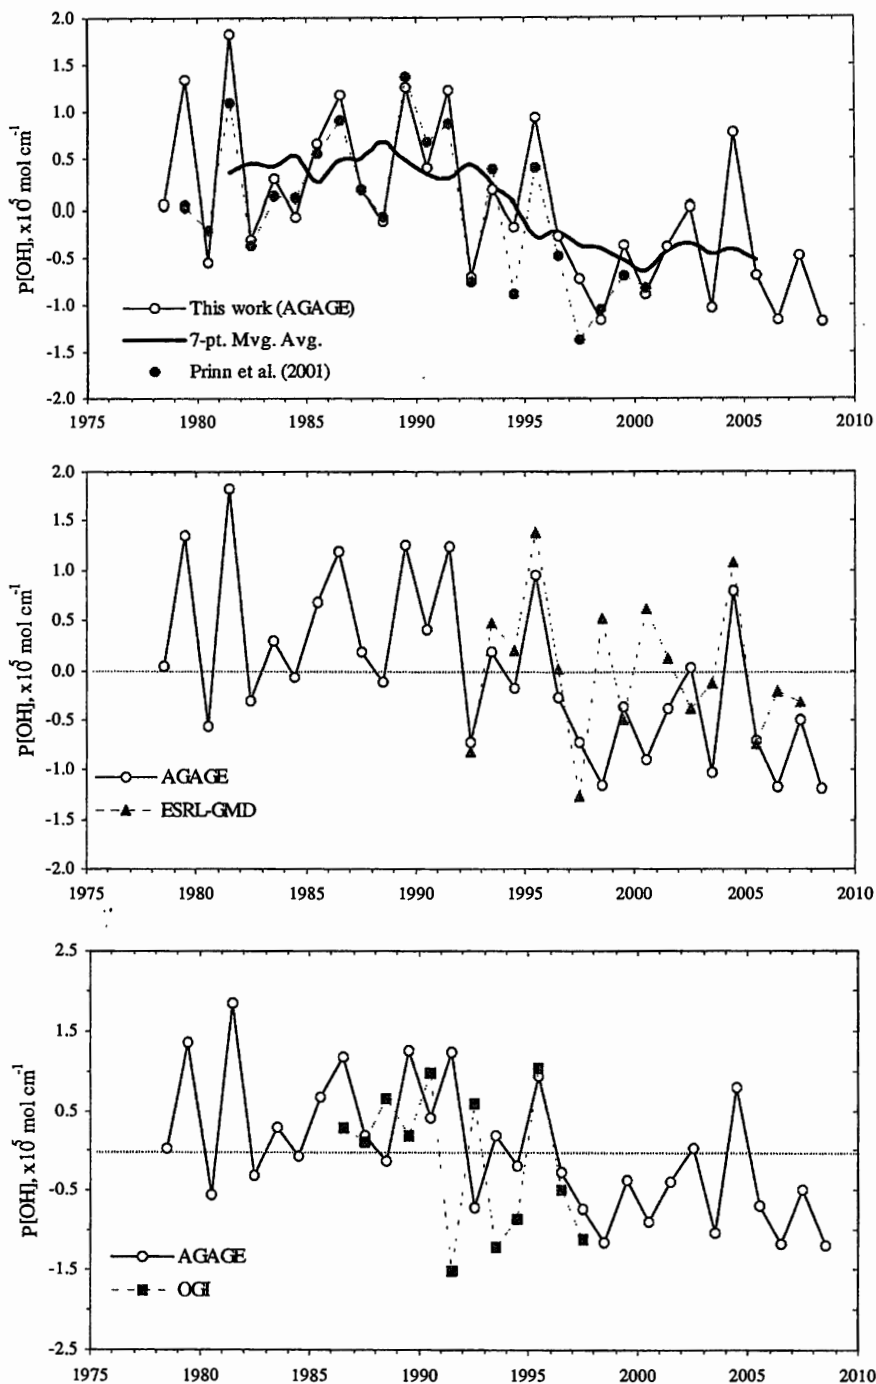 2.0
1.5
1.0
0.5
0.0
-0.5
-1.0
-1.5
-2.0
P[OH], x10⁵ mol cm⁻¹
This work (AGAGE)
7-pt. Mvg. Avg.
Prinn et al. (2001)
1975 1980 1985 1990 1995 2000 2005 2010
2.0
1.5
1.0
0.5
0.0
-0.5
-1.0
-1.5
-2.0
P[OH], x10⁵ mol cm⁻¹
AGAGE
ESRL-GMD
1975 1980 1985 1990 1995 2000 2005 2010
2.5
1.5
0.5
-0.5
-1.5
-2.5
P[OH], x10⁵ mol cm⁻¹
AGAGE
OGI
1975 1980 1985 1990 1995 2000 2005 2010